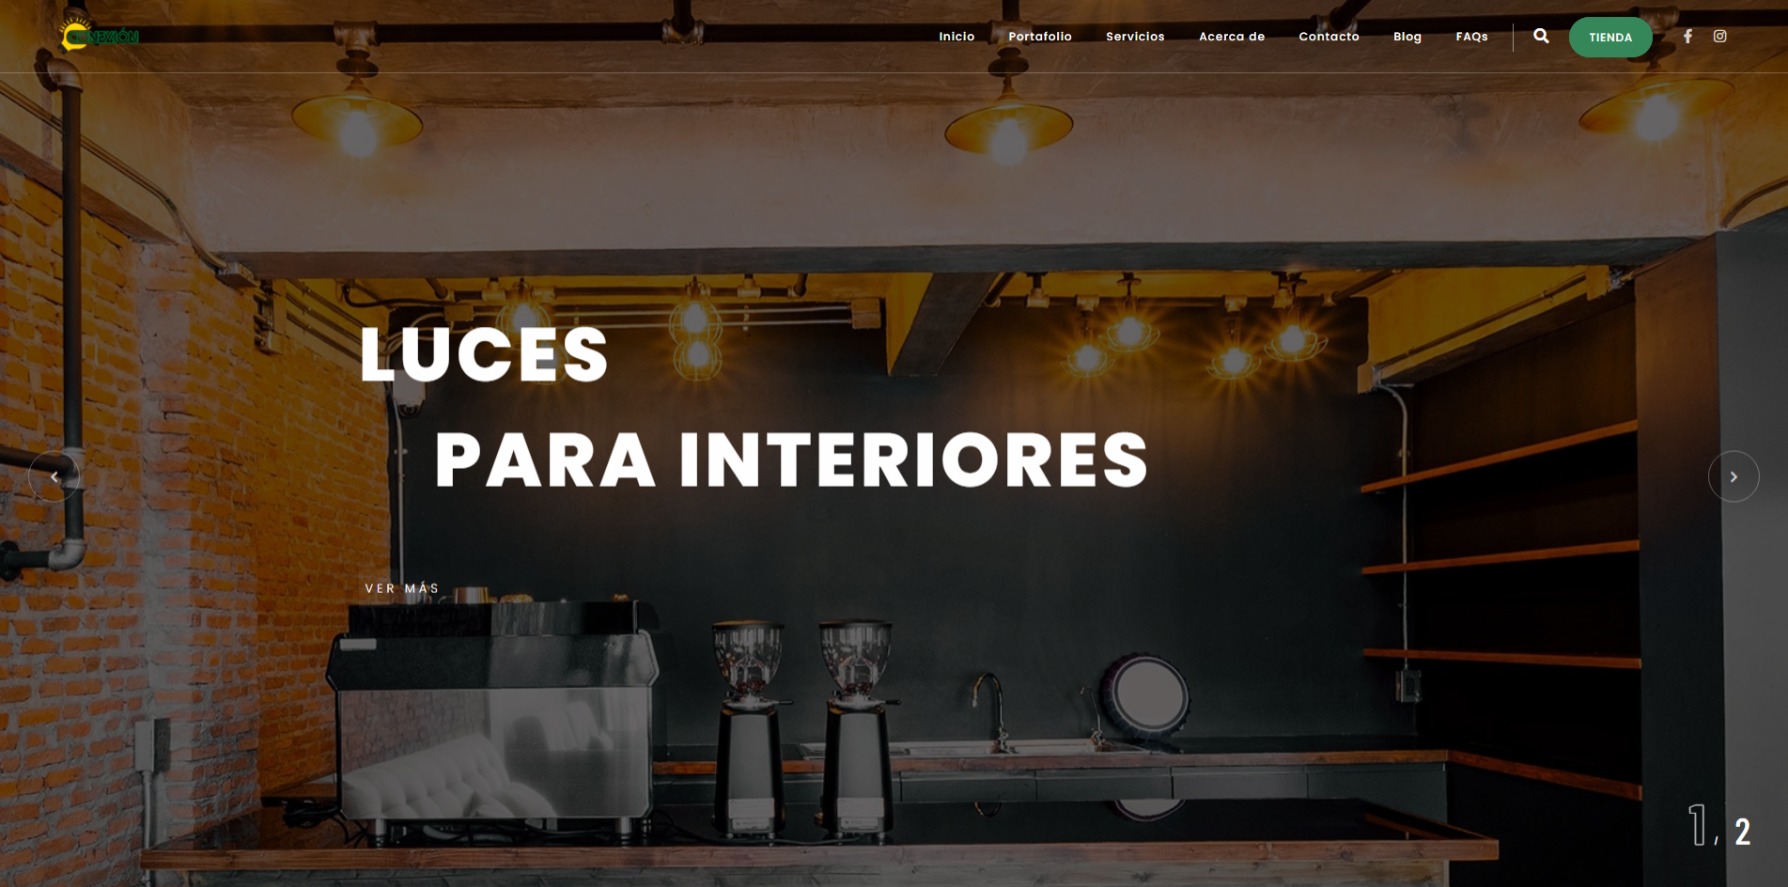 CONEXIÓN
Inicio Portafolio Servicios Acerca de Contacto Blog FAQs TIENDA
LUCES
PARA INTERIORES
VER MÁS
1, 2